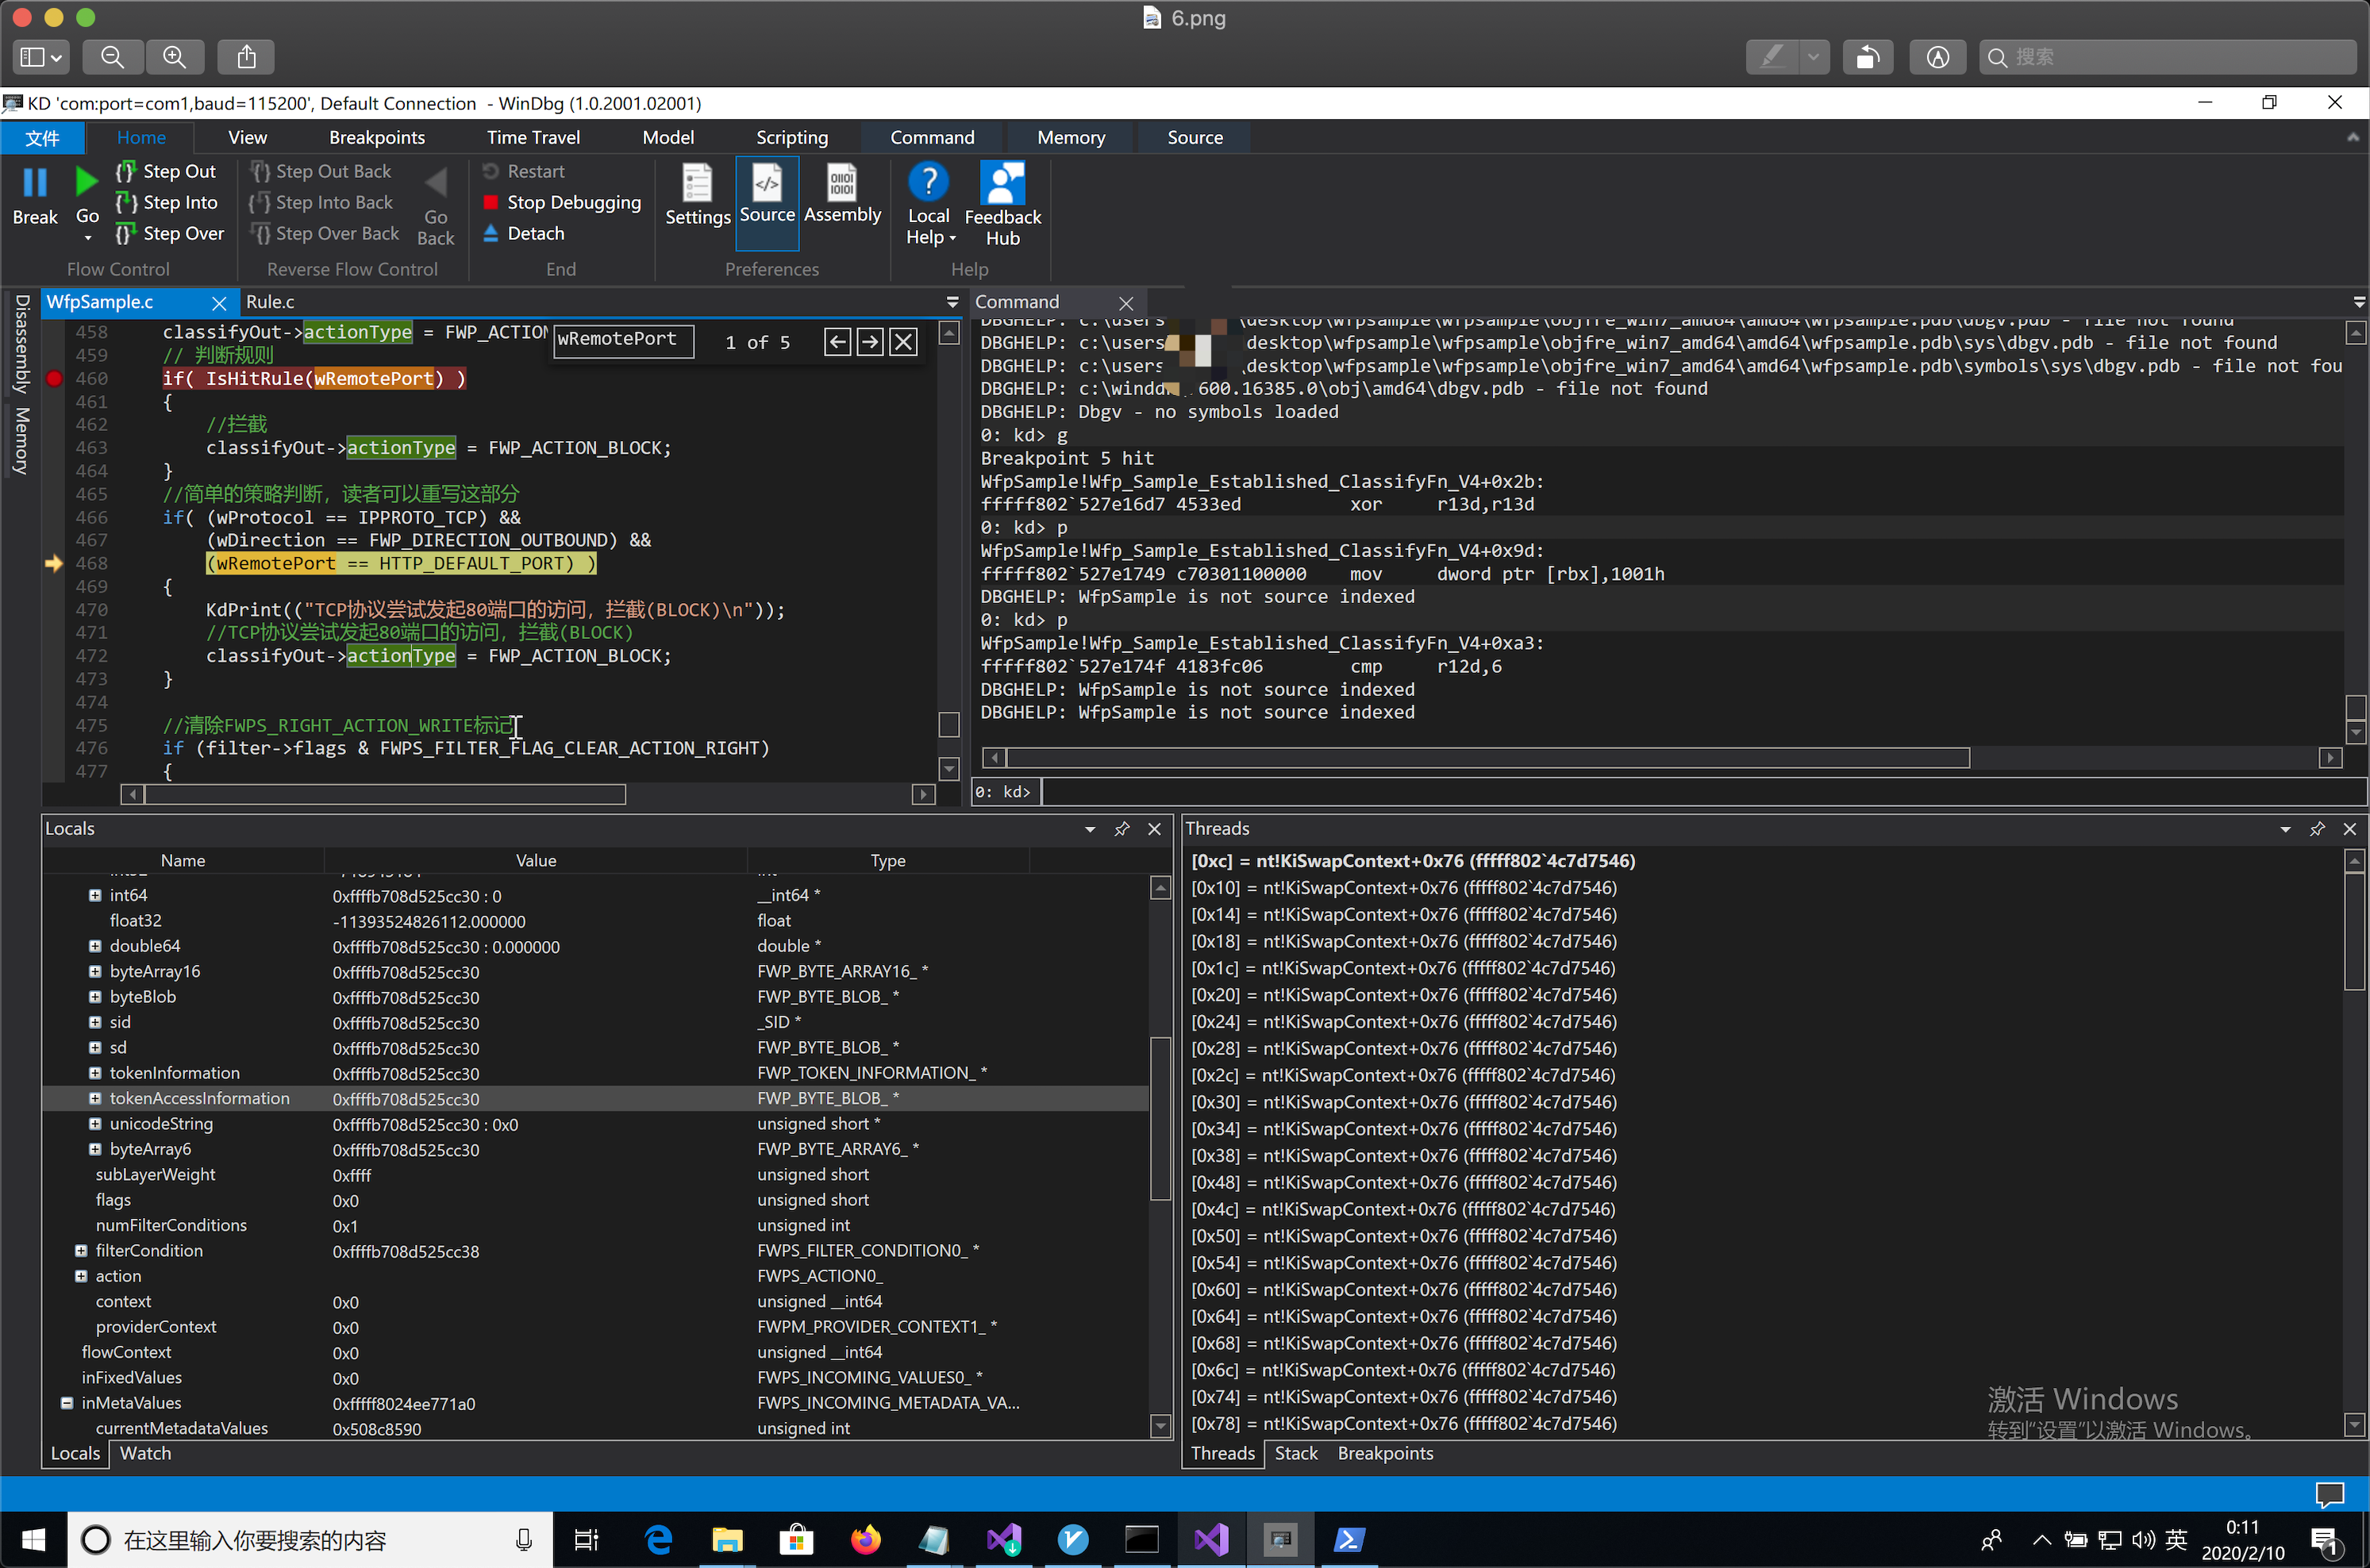 6.png
搜索
KD 'com:port=com1,baud=115200', Default Connection - WinDbg (1.0.2001.02001)
文件 Home View Breakpoints Time Travel Model Scripting Command Memory Source
Break
Go
Step Out
Step Into
Step Over
Flow Control
Step Out Back
Step Into Back
Step Over Back
Go Back
Reverse Flow Control
Restart
Stop Debugging
Detach
End
Settings
Source
Assembly
Preferences
Local Help
Feedback Hub
Help
Disassembly
Memory
WfpSample.c
Rule.c
wRemotePort 1 of 5
458 classifyOut->actionType = FWP_ACTION
459 // 判断规则
460 if( IsHitRule(wRemotePort) )
461 {
462 //拦截
463 classifyOut->actionType = FWP_ACTION_BLOCK;
464 }
465 //简单的策略判断，读者可以重写这部分
466 if( (wProtocol == IPPROTO_TCP) &&
467 (wDirection == FWP_DIRECTION_OUTBOUND) &&
468 (wRemotePort == HTTP_DEFAULT_PORT) )
469 {
470 KdPrint(("TCP协议尝试发起80端口的访问，拦截(BLOCK)\n"));
471 //TCP协议尝试发起80端口的访问，拦截(BLOCK)
472 classifyOut->actionType = FWP_ACTION_BLOCK;
473 }
474
475 //清除FWPS_RIGHT_ACTION_WRITE标记
476 if (filter->flags & FWPS_FILTER_FLAG_CLEAR_ACTION_RIGHT)
477 {
Command
DBGHELP: c:\users \desktop\wfpsample\wfpsample\objfre_win7_amd64\amd64\wfpsample.pdb\dbgv.pdb - file not found
DBGHELP: c:\users desktop\wfpsample\wfpsample\objfre_win7_amd64\amd64\wfpsample.pdb\sys\dbgv.pdb - file not found
DBGHELP: c:\users \desktop\wfpsample\wfpsample\objfre_win7_amd64\amd64\wfpsample.pdb\symbols\sys\dbgv.pdb - file not fou
DBGHELP: c:\windd 600.16385.0\obj\amd64\dbgv.pdb - file not found
DBGHELP: Dbgv - no symbols loaded
0: kd> g
Breakpoint 5 hit
WfpSample!Wfp_Sample_Established_ClassifyFn_V4+0x2b:
fffff802`527e16d7 4533ed xor r13d,r13d
0: kd> p
WfpSample!Wfp_Sample_Established_ClassifyFn_V4+0x9d:
fffff802`527e1749 c70301100000 mov dword ptr [rbx],1001h
DBGHELP: WfpSample is not source indexed
0: kd> p
WfpSample!Wfp_Sample_Established_ClassifyFn_V4+0xa3:
fffff802`527e174f 4183fc06 cmp r12d,6
DBGHELP: WfpSample is not source indexed
DBGHELP: WfpSample is not source indexed
0: kd>
Locals
Name Value Type
int64 0xffffb708d525cc30 : 0 __int64 *
float32 -11393524826112.000000 float
double64 0xffffb708d525cc30 : 0.000000 double *
byteArray16 0xffffb708d525cc30 FWP_BYTE_ARRAY16_ *
byteBlob 0xffffb708d525cc30 FWP_BYTE_BLOB_ *
sid 0xffffb708d525cc30 _SID *
sd 0xffffb708d525cc30 FWP_BYTE_BLOB_ *
tokenInformation 0xffffb708d525cc30 FWP_TOKEN_INFORMATION_ *
tokenAccessInformation 0xffffb708d525cc30 FWP_BYTE_BLOB_ *
unicodeString 0xffffb708d525cc30 : 0x0 unsigned short *
byteArray6 0xffffb708d525cc30 FWP_BYTE_ARRAY6_ *
subLayerWeight 0xffff unsigned short
flags 0x0 unsigned short
numFilterConditions 0x1 unsigned int
filterCondition 0xffffb708d525cc38 FWPS_FILTER_CONDITION0_ *
action FWPS_ACTION0_
context 0x0 unsigned __int64
providerContext 0x0 FWPM_PROVIDER_CONTEXT1_ *
flowContext 0x0 unsigned __int64
inFixedValues 0x0 FWPS_INCOMING_VALUES0_ *
inMetaValues 0xfffff8024ee771a0 FWPS_INCOMING_METADATA_VA...
currentMetadataValues 0x508c8590 unsigned int
Locals Watch
Threads
[0xc] = nt!KiSwapContext+0x76 (fffff802`4c7d7546)
[0x10] = nt!KiSwapContext+0x76 (fffff802`4c7d7546)
[0x14] = nt!KiSwapContext+0x76 (fffff802`4c7d7546)
[0x18] = nt!KiSwapContext+0x76 (fffff802`4c7d7546)
[0x1c] = nt!KiSwapContext+0x76 (fffff802`4c7d7546)
[0x20] = nt!KiSwapContext+0x76 (fffff802`4c7d7546)
[0x24] = nt!KiSwapContext+0x76 (fffff802`4c7d7546)
[0x28] = nt!KiSwapContext+0x76 (fffff802`4c7d7546)
[0x2c] = nt!KiSwapContext+0x76 (fffff802`4c7d7546)
[0x30] = nt!KiSwapContext+0x76 (fffff802`4c7d7546)
[0x34] = nt!KiSwapContext+0x76 (fffff802`4c7d7546)
[0x38] = nt!KiSwapContext+0x76 (fffff802`4c7d7546)
[0x48] = nt!KiSwapContext+0x76 (fffff802`4c7d7546)
[0x4c] = nt!KiSwapContext+0x76 (fffff802`4c7d7546)
[0x50] = nt!KiSwapContext+0x76 (fffff802`4c7d7546)
[0x54] = nt!KiSwapContext+0x76 (fffff802`4c7d7546)
[0x60] = nt!KiSwapContext+0x76 (fffff802`4c7d7546)
[0x64] = nt!KiSwapContext+0x76 (fffff802`4c7d7546)
[0x68] = nt!KiSwapContext+0x76 (fffff802`4c7d7546)
[0x6c] = nt!KiSwapContext+0x76 (fffff802`4c7d7546)
[0x74] = nt!KiSwapContext+0x76 (fffff802`4c7d7546)
[0x78] = nt!KiSwapContext+0x76 (fffff802`4c7d7546)
激活 Windows
转到"设置"以激活 Windows。
Threads Stack Breakpoints
在这里输入你要搜索的内容
英
0:11
2020/2/10
1